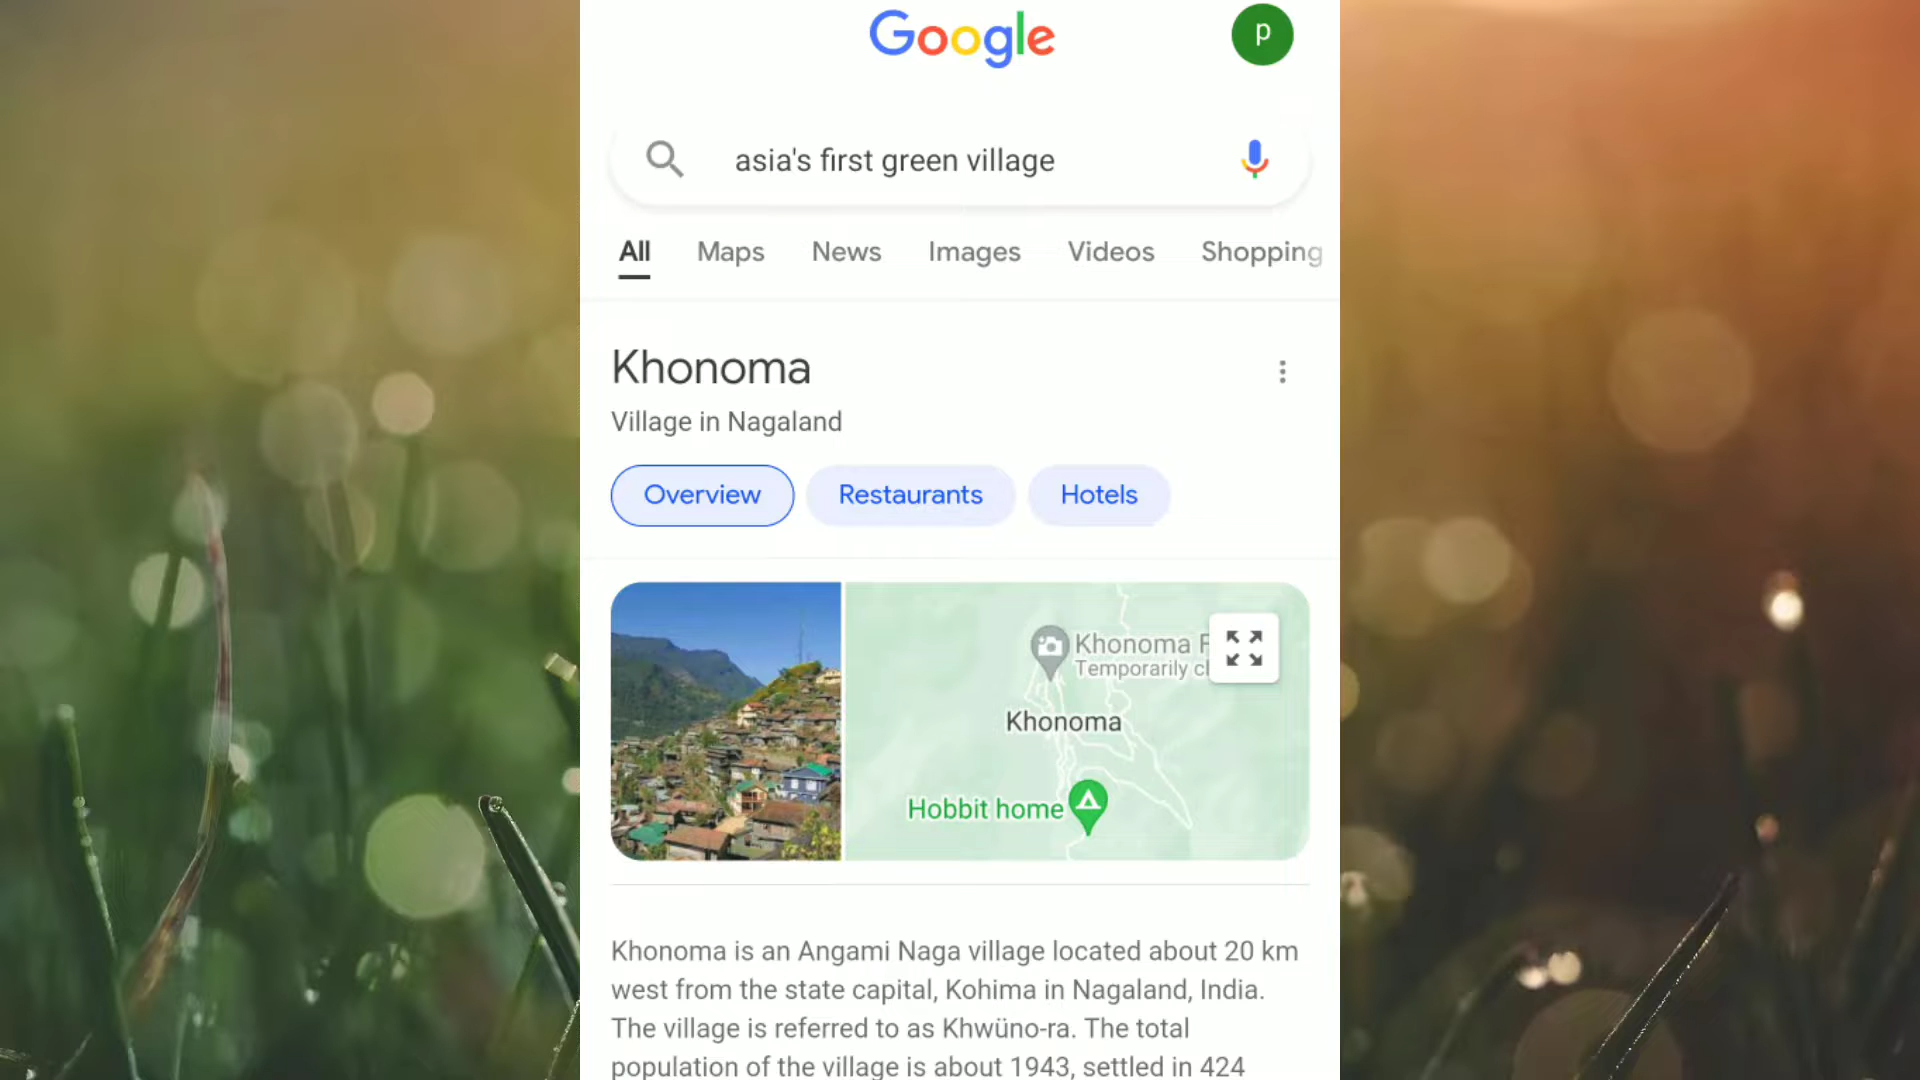 Google
p
asia's first green village
All Maps News Images Videos Shopping
Khonoma
Village in Nagaland
Overview Restaurants Hotels
Khonoma F
Temporarily cl
Khonoma
Hobbit home
Khonoma is an Angami Naga village located about 20 km
west from the state capital, Kohima in Nagaland, India.
The village is referred to as Khwüno-ra. The total
population of the village is about 1943, settled in 424